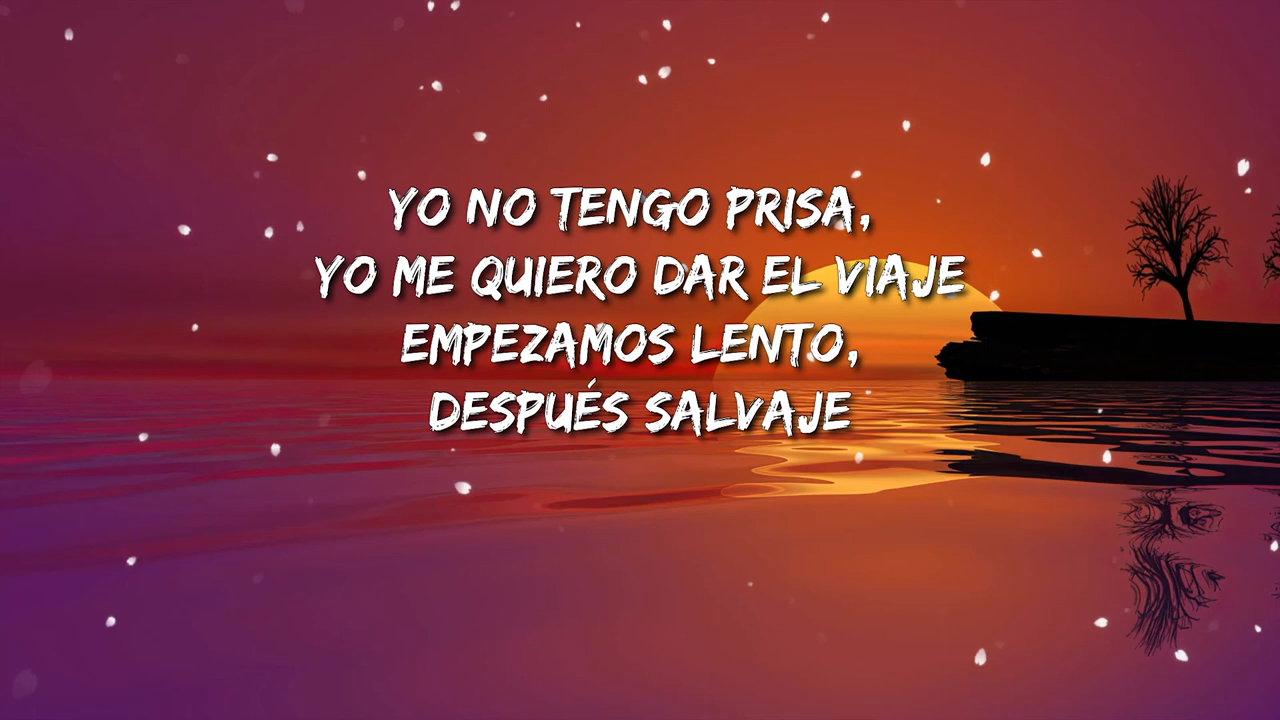 YO NO TENGO PRISA,
YO ME QUIERO DAR EL VIAJE
EMPEZAMOS LENTO,
DESPUÉS SALVAJE